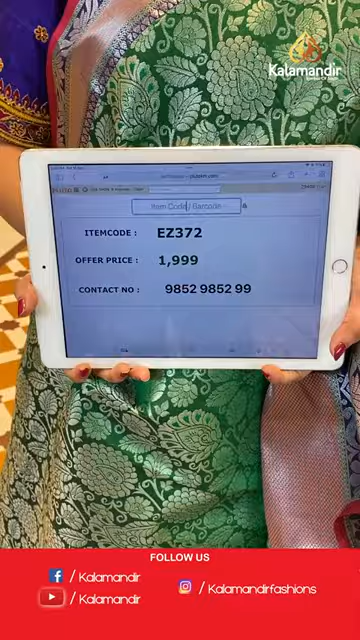 Kalamandir
Item Code / Barcode
ITEMCODE : EZ372
OFFER PRICE : 1,999
CONTACT NO : 9852 9852 99
FOLLOW US
/ Kalamandir
/ Kalamandirfashions
/ Kalamandir